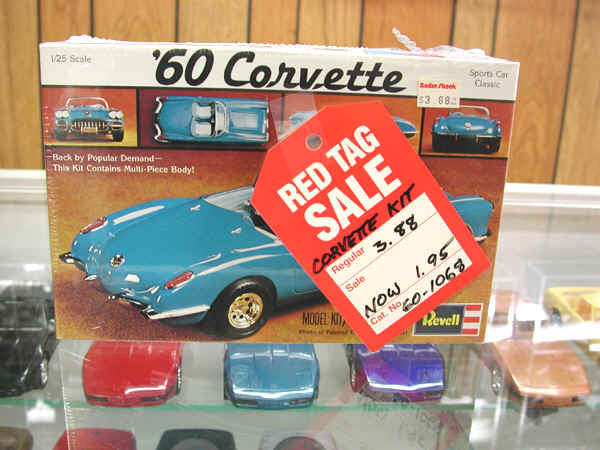 1/25 Scale
'60 Corvette
Sports Car
Classic
Radio Shack
$3.88
Back by Popular Demand—
This Kit Contains Multi-Piece Body!
RED TAG
SALE
CORVETTE KIT
Regular 3.88
Sale
NOW 1.95
Cat. No. 60-1068
MODEL KIT
Photo of
Revell